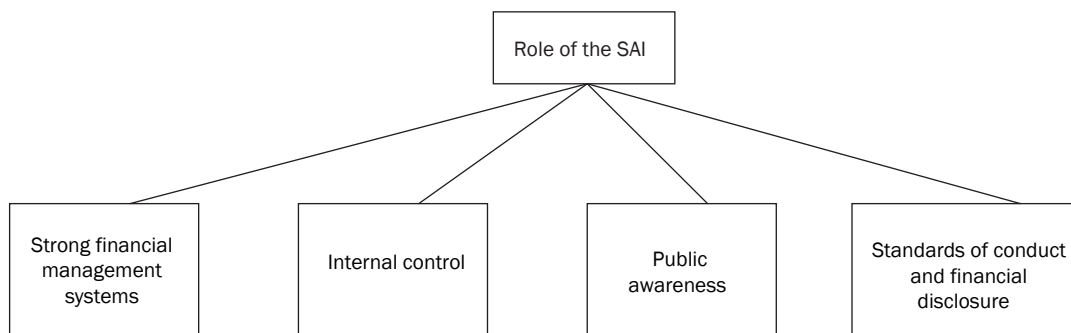 Role of the SAI
Strong financial
management
systems
Internal control
Public
awareness
Standards of conduct
and financial
disclosure